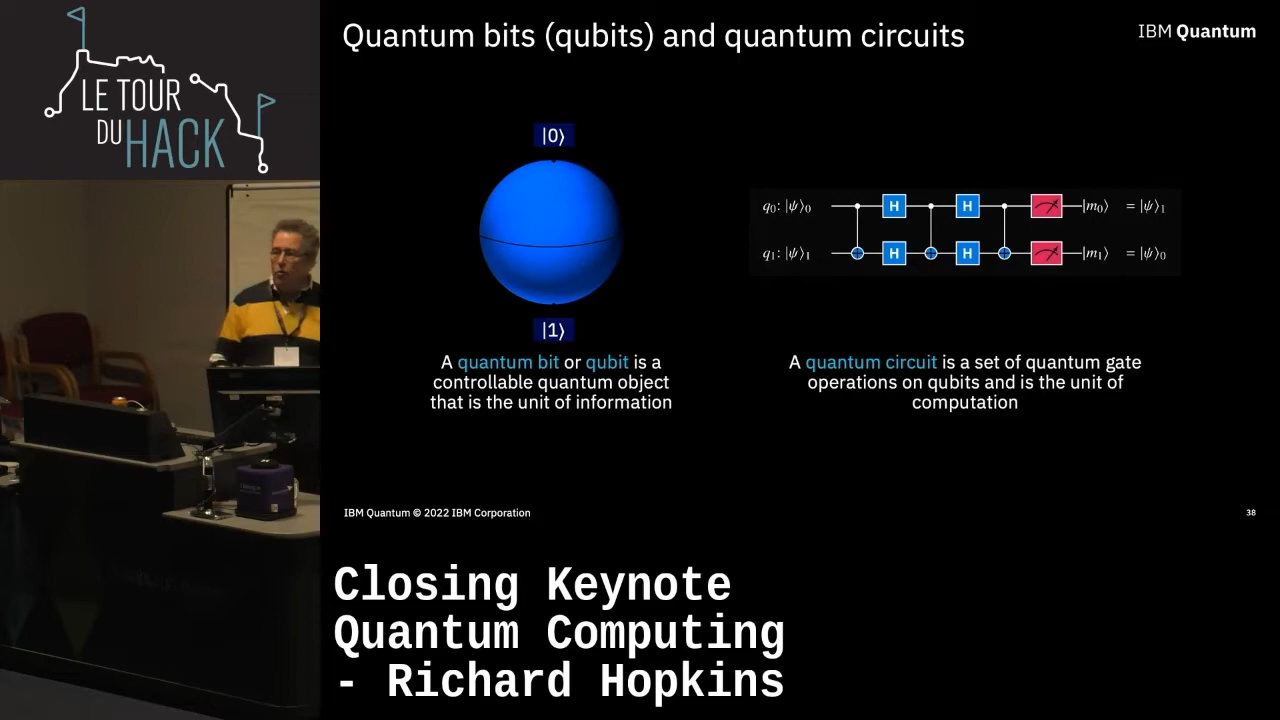 LE TOUR
DU HACK
Quantum bits (qubits) and quantum circuits
IBM Quantum
|0⟩
|1⟩
A quantum bit or qubit is a
controllable quantum object
that is the unit of information
q₀: |ψ⟩₀ H H |m₀⟩ = |ψ⟩₁
q₁: |ψ⟩₁ H H |m₁⟩ = |ψ⟩₀
A quantum circuit is a set of quantum gate
operations on qubits and is the unit of
computation
IBM Quantum © 2022 IBM Corporation
38
Closing Keynote
Quantum Computing
- Richard Hopkins